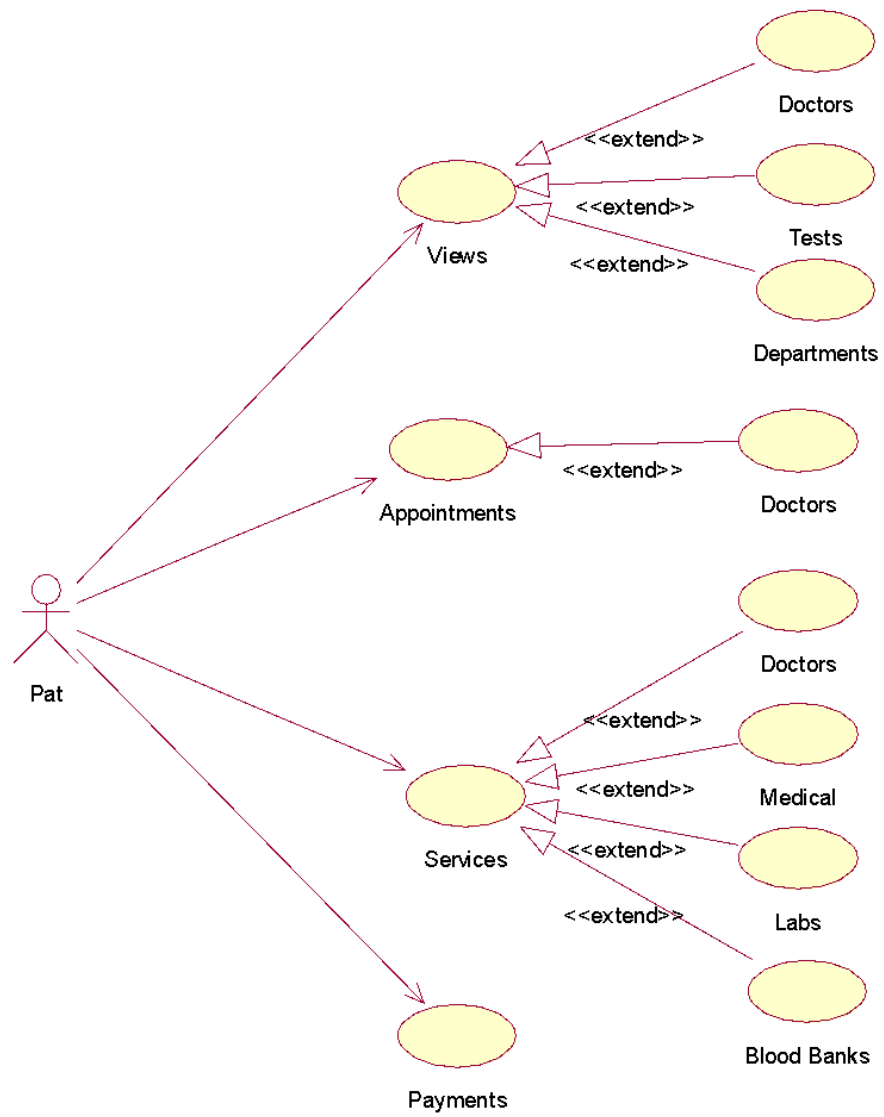 Doctors
<<extend>>
<<extend>>
Tests
Views
<<extend>>
Departments
<<extend>>
Appointments
Doctors
Doctors
Pat
<<extend>>
<<extend>>
Medical
<<extend>>
Services
<<extend>>
Labs
Blood Banks
Payments